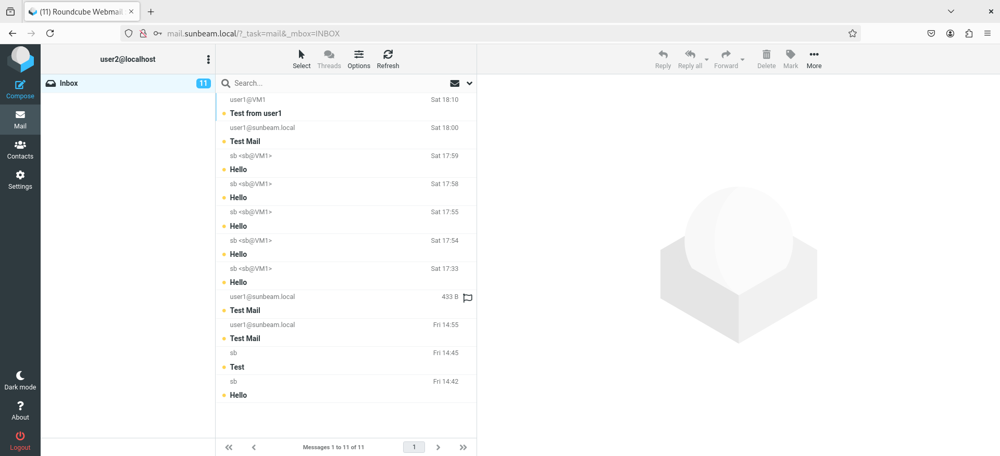 (11) Roundcube Webmail
mail.sunbeam.local/?_task=mail&_mbox=INBOX
user2@localhost
Select
Threads
Options
Refresh
Reply
Reply all
Forward
Delete
Mark
More
Compose
Mail
Contacts
Settings
Dark mode
About
Logout
Inbox 11
Search...
user1@VM1 Sat 18:10
Test from user1
user1@sunbeam.local Sat 18:00
Test Mail
sb <sb@VM1> Sat 17:59
Hello
sb <sb@VM1> Sat 17:58
Hello
sb <sb@VM1> Sat 17:55
Hello
sb <sb@VM1> Sat 17:54
Hello
sb <sb@VM1> Sat 17:33
Hello
user1@sunbeam.local 433 B
Test Mail
user1@sunbeam.local Fri 14:55
Test Mail
sb Fri 14:45
Test
sb Fri 14:42
Hello
Messages 1 to 11 of 11
1